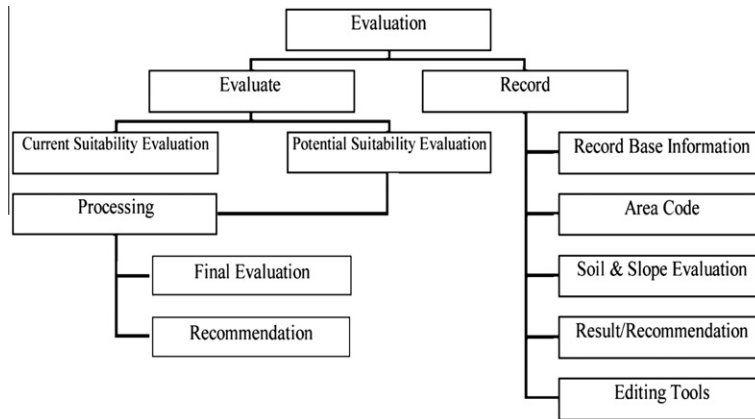 Evaluation
Evaluate
Record
Current Suitability Evaluation
Potential Suitability Evaluation
Record Base Information
Processing
Area Code
Final Evaluation
Soil & Slope Evaluation
Recommendation
Result/Recommendation
Editing Tools